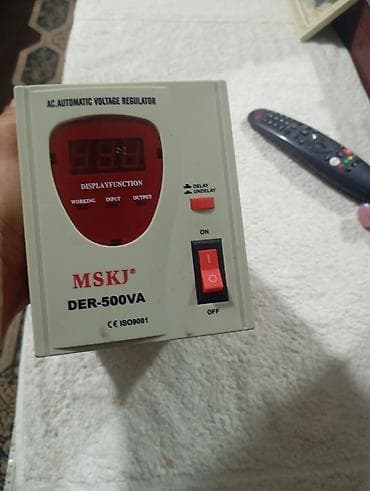 AC.AUTOMATIC VOLTAGE REGULATOR
DISPLAYFUNCTION
WORKING INPUT OUTPUT
DELAY
UNDELAY
ON
OFF
MSKJ®
DER-500VA
CE ISO9001